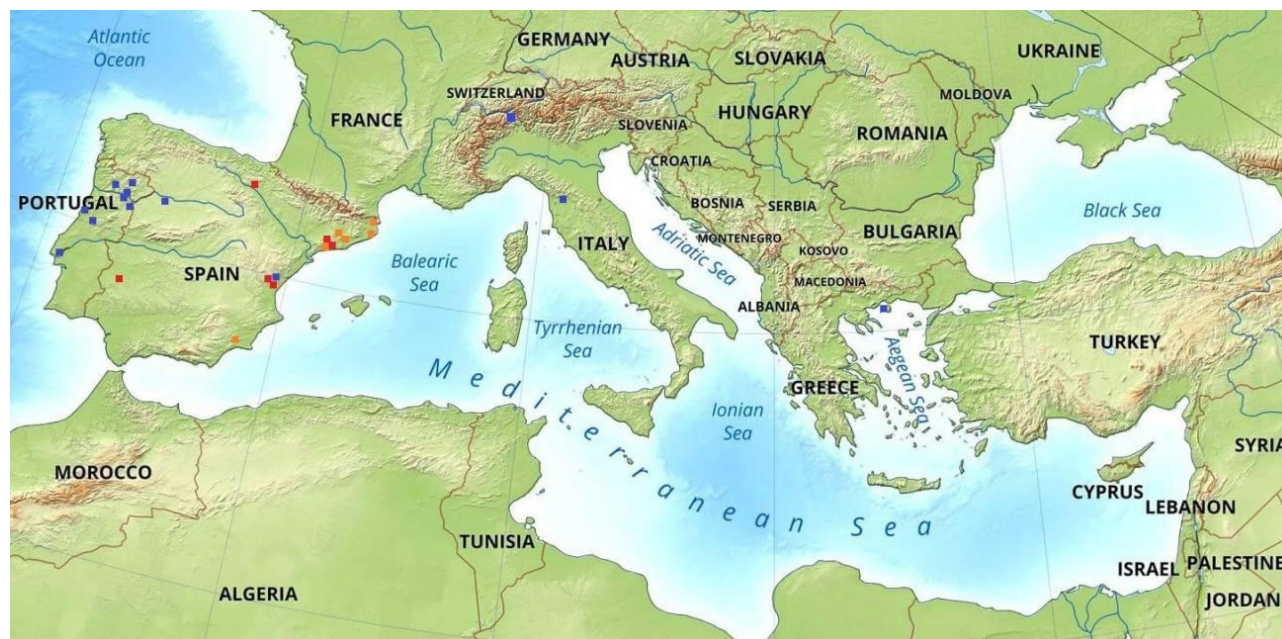 Atlantic
Ocean
GERMANY
AUSTRIA
SLOVAKIA
UKRAINE
SWITZERLAND
FRANCE
SLOVENIA
HUNGARY
MOLDOVA
ROMANIA
CROATIA
PORTUGAL
BOSNIA
SERBIA
Black Sea
ITALY
Adriatic Sea
MONTENEGRO
KOSOVO
BULGARIA
SPAIN
Balearic
Sea
MACEDONIA
ALBANIA
Tyrrhenian
Sea
TURKEY
Aegean Sea
GREECE
Mediterranean Sea
Ionian
Sea
MOROCCO
SYRIA
CYPRUS
LEBANON
TUNISIA
ISRAEL
PALESTINE
ALGERIA
JORDAN